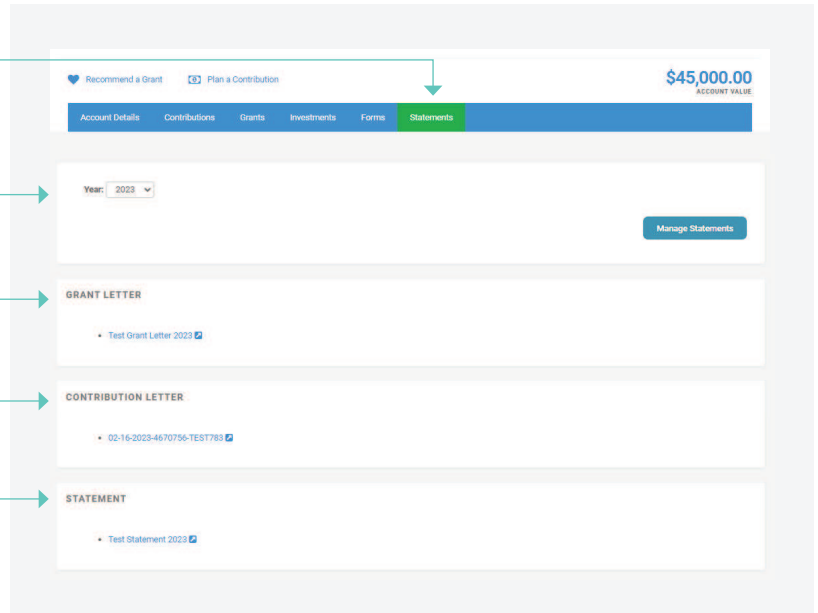 Recommend a Grant Plan a Contribution
$45,000.00
ACCOUNT VALUE
Account Details Contributions Grants Investments Forms Statements
Year: 2023
Manage Statements
GRANT LETTER
• Test Grant Letter 2023
CONTRIBUTION LETTER
• 02-16-2023-4670756-TEST783
STATEMENT
• Test Statement 2023